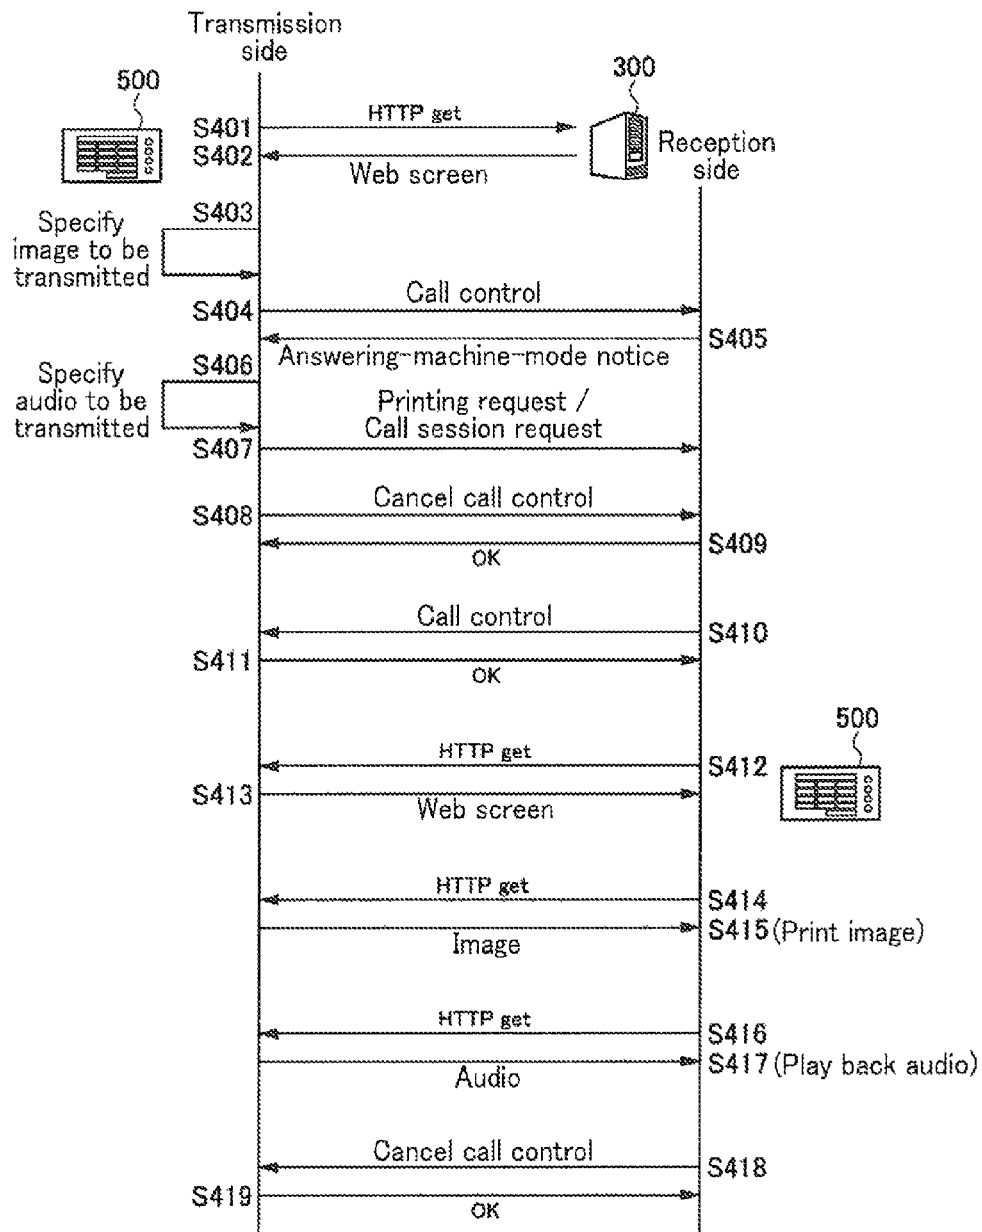 Transmission
side
500
300
S401
HTTP get
Reception
side
S402
Web screen
S403
Specify
image to be
transmitted
S404
Call control
S405
Answering-machine-mode notice
S406
Specify
audio to be
transmitted
Printing request /
Call session request
S407
S408
Cancel call control
S409
OK
Call control
S410
S411
OK
500
HTTP get
S412
S413
Web screen
HTTP get
S414
S415(Print image)
Image
HTTP get
S416
S417(Play back audio)
Audio
Cancel call control
S418
S419
OK